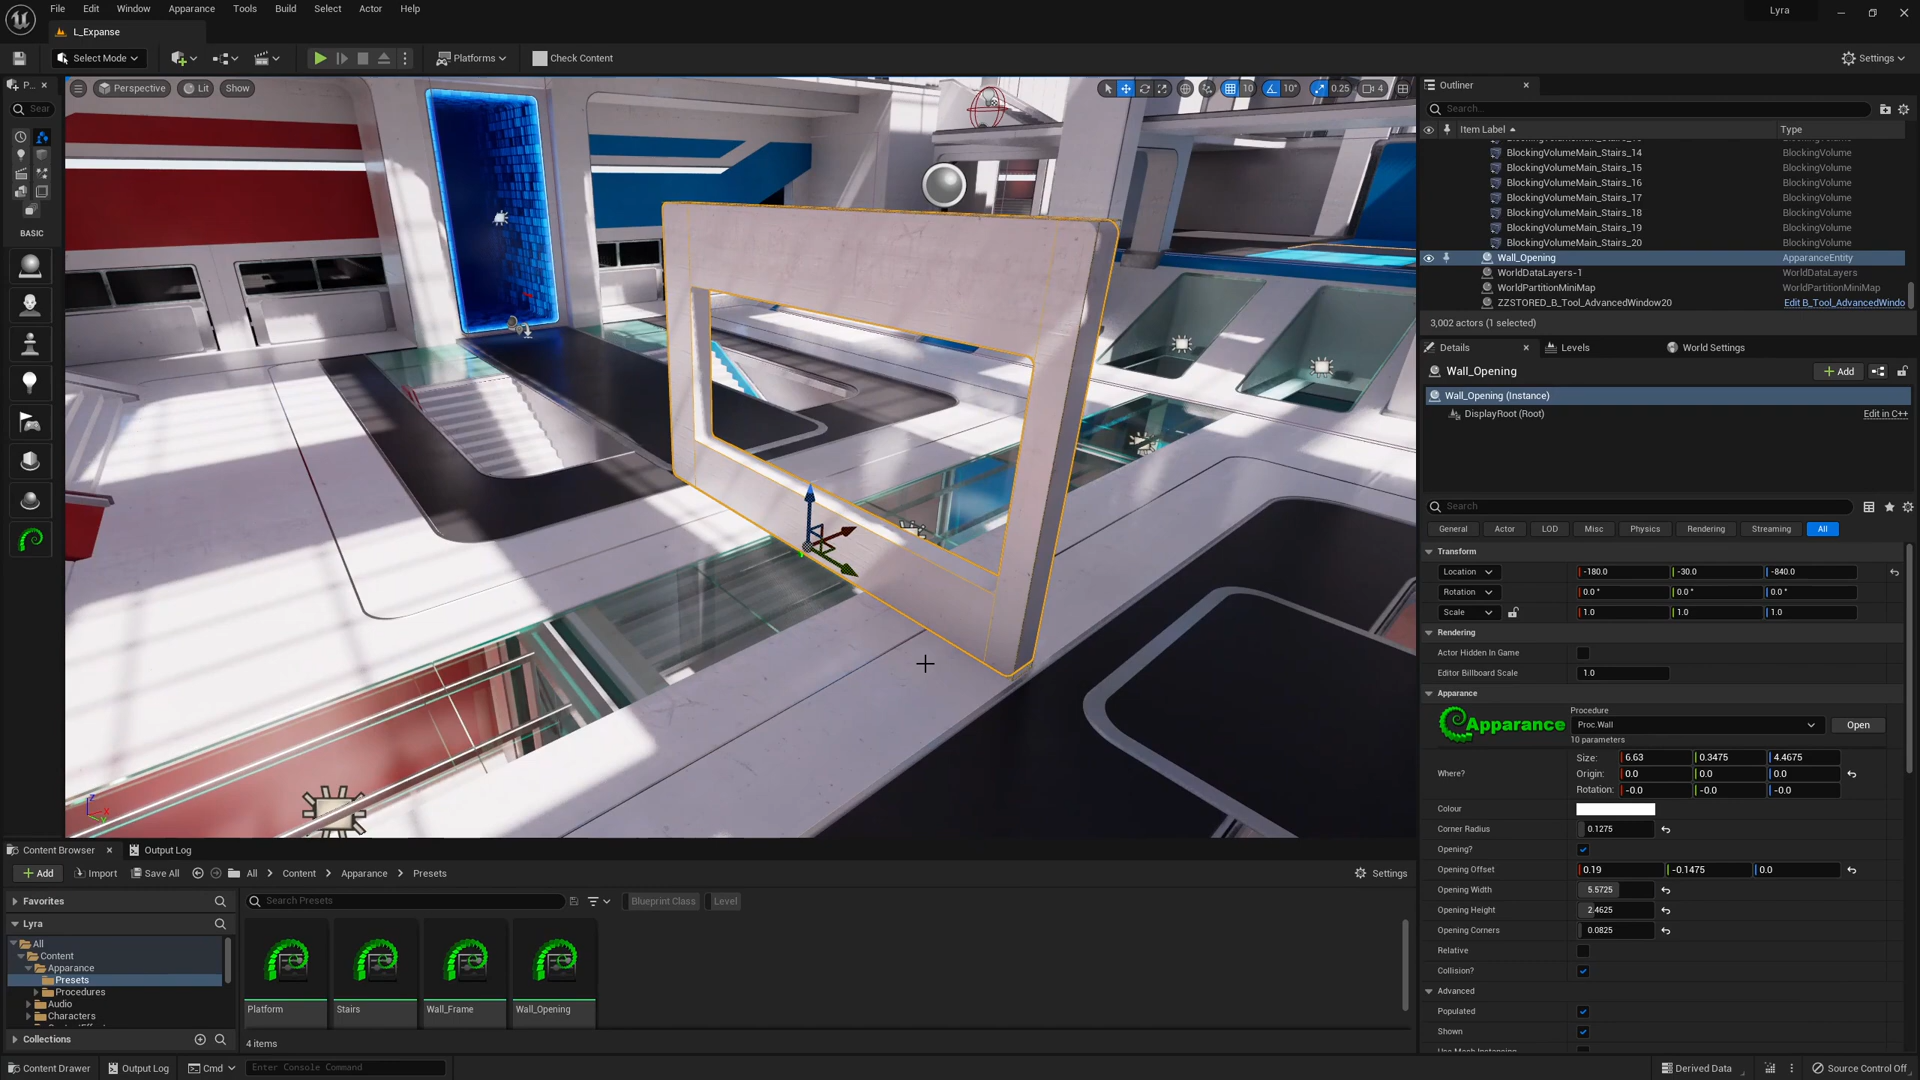 File Edit Window Apparance Tools Build Select Actor Help
Lyra
L_Expanse
Select Mode
Platforms
Check Content
Settings
P...
Sear
BASIC
Perspective
Lit
Show
10
10°
0.25
4
Outliner
Search...
Item Label
Type
BlockingVolumeMain_Stairs_14 BlockingVolume
BlockingVolumeMain_Stairs_15 BlockingVolume
BlockingVolumeMain_Stairs_16 BlockingVolume
BlockingVolumeMain_Stairs_17 BlockingVolume
BlockingVolumeMain_Stairs_18 BlockingVolume
BlockingVolumeMain_Stairs_19 BlockingVolume
BlockingVolumeMain_Stairs_20 BlockingVolume
Wall_Opening ApparanceEntity
WorldDataLayers-1 WorldDataLayers
WorldPartitionMiniMap WorldPartitionMiniMap
ZZSTORED_B_Tool_AdvancedWindow20 Edit B_Tool_AdvancedWindo
3,002 actors (1 selected)
Details
Levels
World Settings
Wall_Opening
+ Add
Wall_Opening (Instance)
DisplayRoot (Root)
Edit in C++
Search
General Actor LOD Misc Physics Rendering Streaming All
Transform
Location -180.0 -30.0 -840.0
Rotation 0.0 ° 0.0 ° 0.0 °
Scale 1.0 1.0 1.0
Rendering
Actor Hidden In Game
Editor Billboard Scale 1.0
Apparance
Apparance
Procedure
Proc.Wall
Open
10 parameters
Where?
Size: 6.63 0.3475 4.4675
Origin: 0.0 0.0 0.0
Rotation: -0.0 -0.0 -0.0
Colour
Corner Radius 0.1275
Opening?
Opening Offset 0.19 -0.1475 0.0
Opening Width 5.5725
Opening Height 2.4625
Opening Corners 0.0825
Relative
Collision?
Advanced
Populated
Shown
Content Browser
Output Log
+ Add
Import
Save All
All > Content > Apparance > Presets
Settings
Favorites
Lyra
All
Content
Apparance
Presets
Procedures
Audio
Characters
Collections
Search Presets
Blueprint Class
Level
Platform
Stairs
Wall_Frame
Wall_Opening
4 items
Content Drawer
Output Log
Cmd
Enter Console Command
Derived Data
Source Control Off